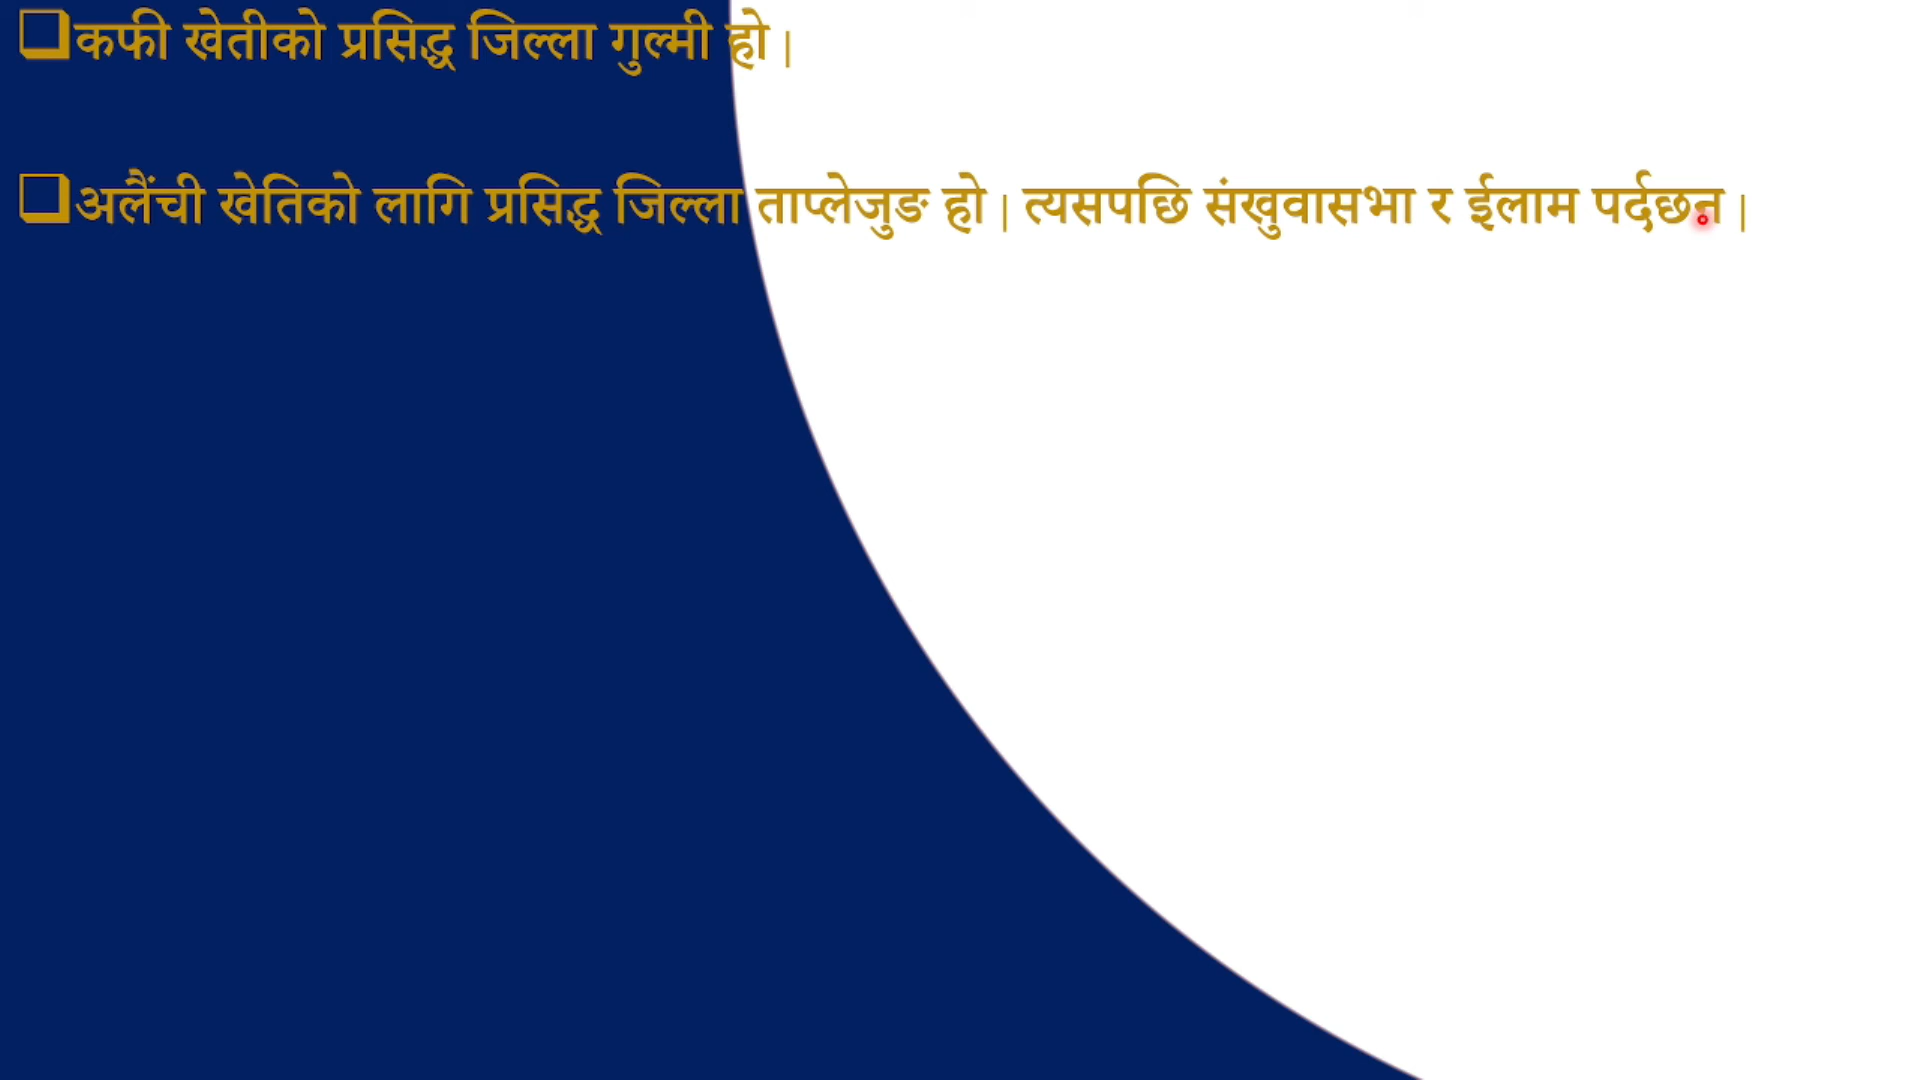 ❑कफी खेतीको प्रसिद्ध जिल्ला गुल्मी हो।
❑अलैंची खेतिको लागि प्रसिद्ध जिल्ला ताप्लेजुङ हो। त्यसपछि संखुवासभा र ईलाम पर्दछन।